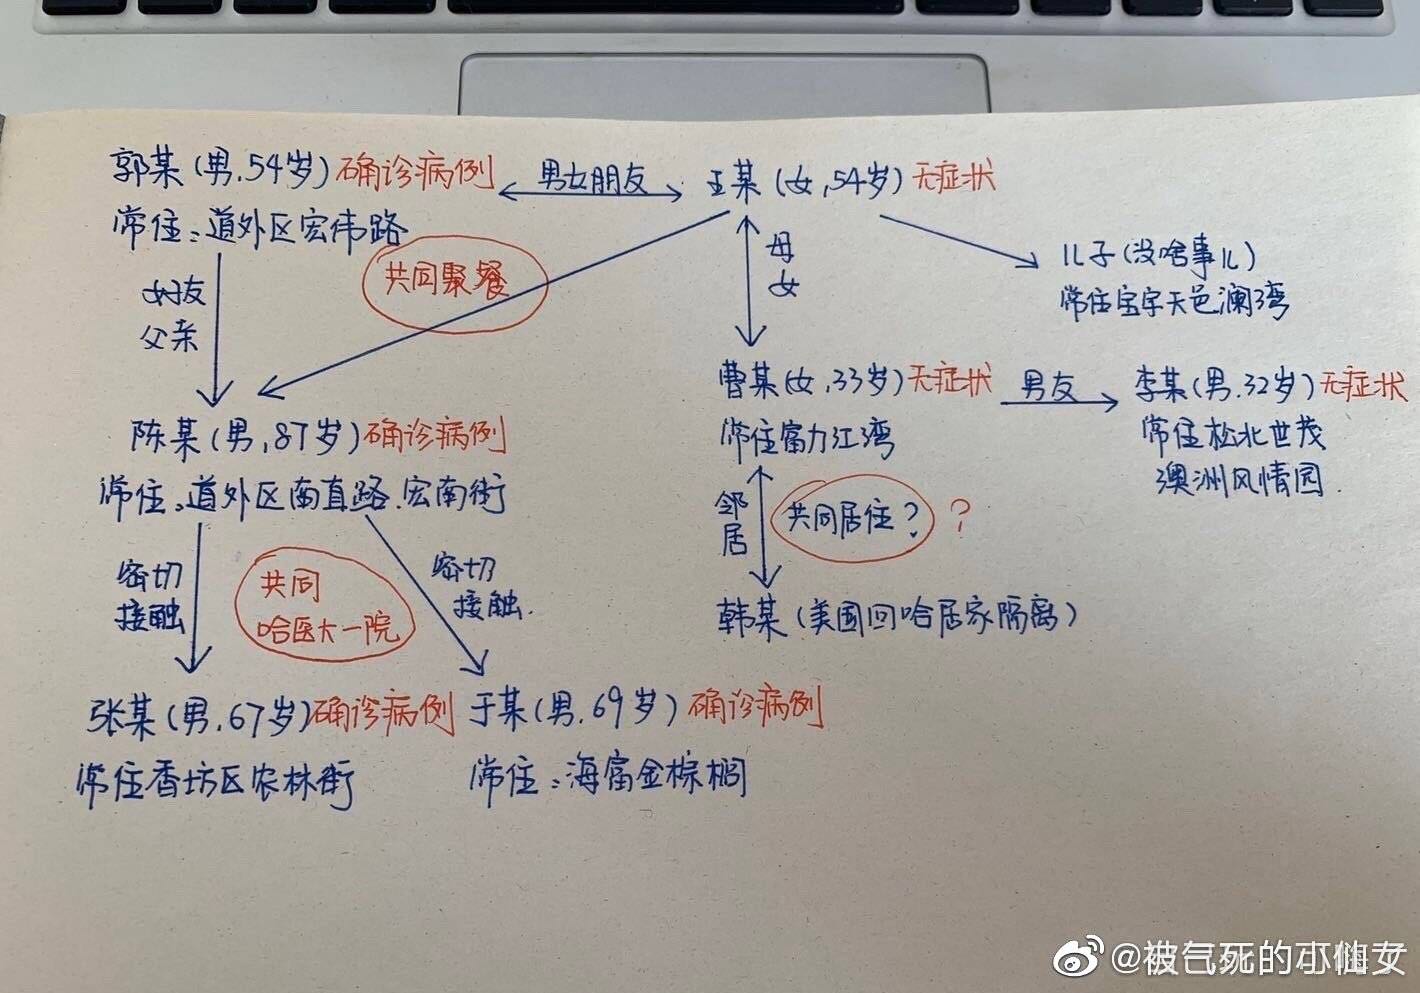 郭某(男.54岁)确诊病例
男女朋友
王某(女,54岁)无症状
常住:道外区宏伟路
共同聚餐
母
女
儿子(没啥事儿)
常住宝宇天邑澜湾
女友
父亲
曹某(女,33岁)无症状
男友
李某(男.32岁)无症状
常住富力江湾
常住松北世茂
澳洲风情园.
陈某(男,87岁)确诊病例
常住:道外区南直路.宏南街
邻
居
共同居住?
?
密切
接触
共同
哈医大一院
密切
接触.
韩某(美国回哈居家隔离)
张某(男,67岁)确诊病例
于某(男.69岁)确诊病例
常住香坊区农林街
常住:海富金棕榈
@被气死的小仙女